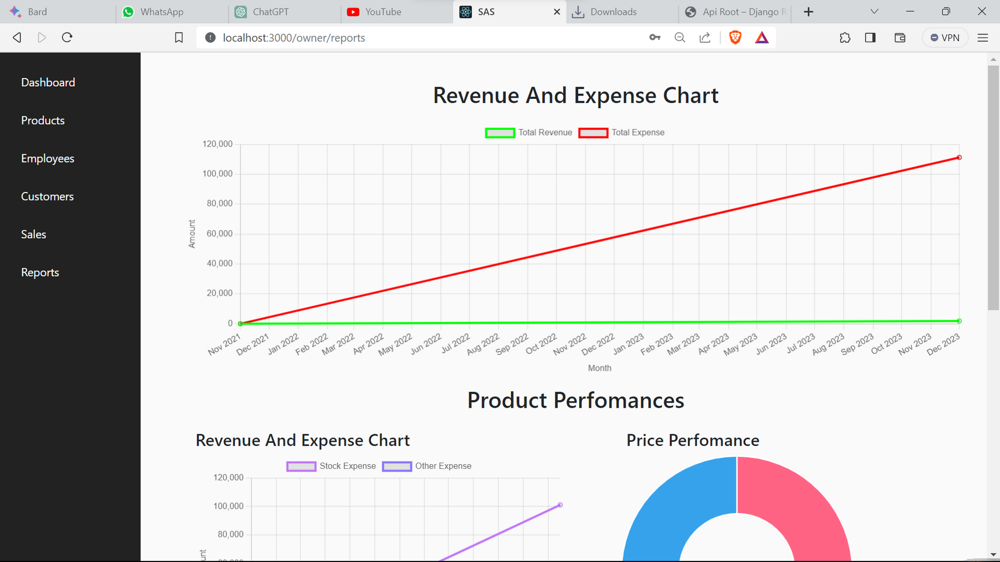 Bard
WhatsApp
ChatGPT
YouTube
SAS
Downloads
Api Root – Django R
localhost:3000/owner/reports
VPN
Dashboard
Products
Employees
Customers
Sales
Reports
Revenue And Expense Chart
Total Revenue Total Expense
120,000
100,000
80,000
60,000
40,000
20,000
0
Amount
Nov 2021 Dec 2021 Jan 2022 Feb 2022 Mar 2022 Apr 2022 May 2022 Jun 2022 Jul 2022 Aug 2022 Sep 2022 Oct 2022 Nov 2022 Dec 2022 Jan 2023 Feb 2023 Mar 2023 Apr 2023 May 2023 Jun 2023 Jul 2023 Aug 2023 Sep 2023 Oct 2023 Nov 2023 Dec 2023
Month
Product Perfomances
Revenue And Expense Chart
Stock Expense Other Expense
120,000
100,000
80,000
Price Perfomance